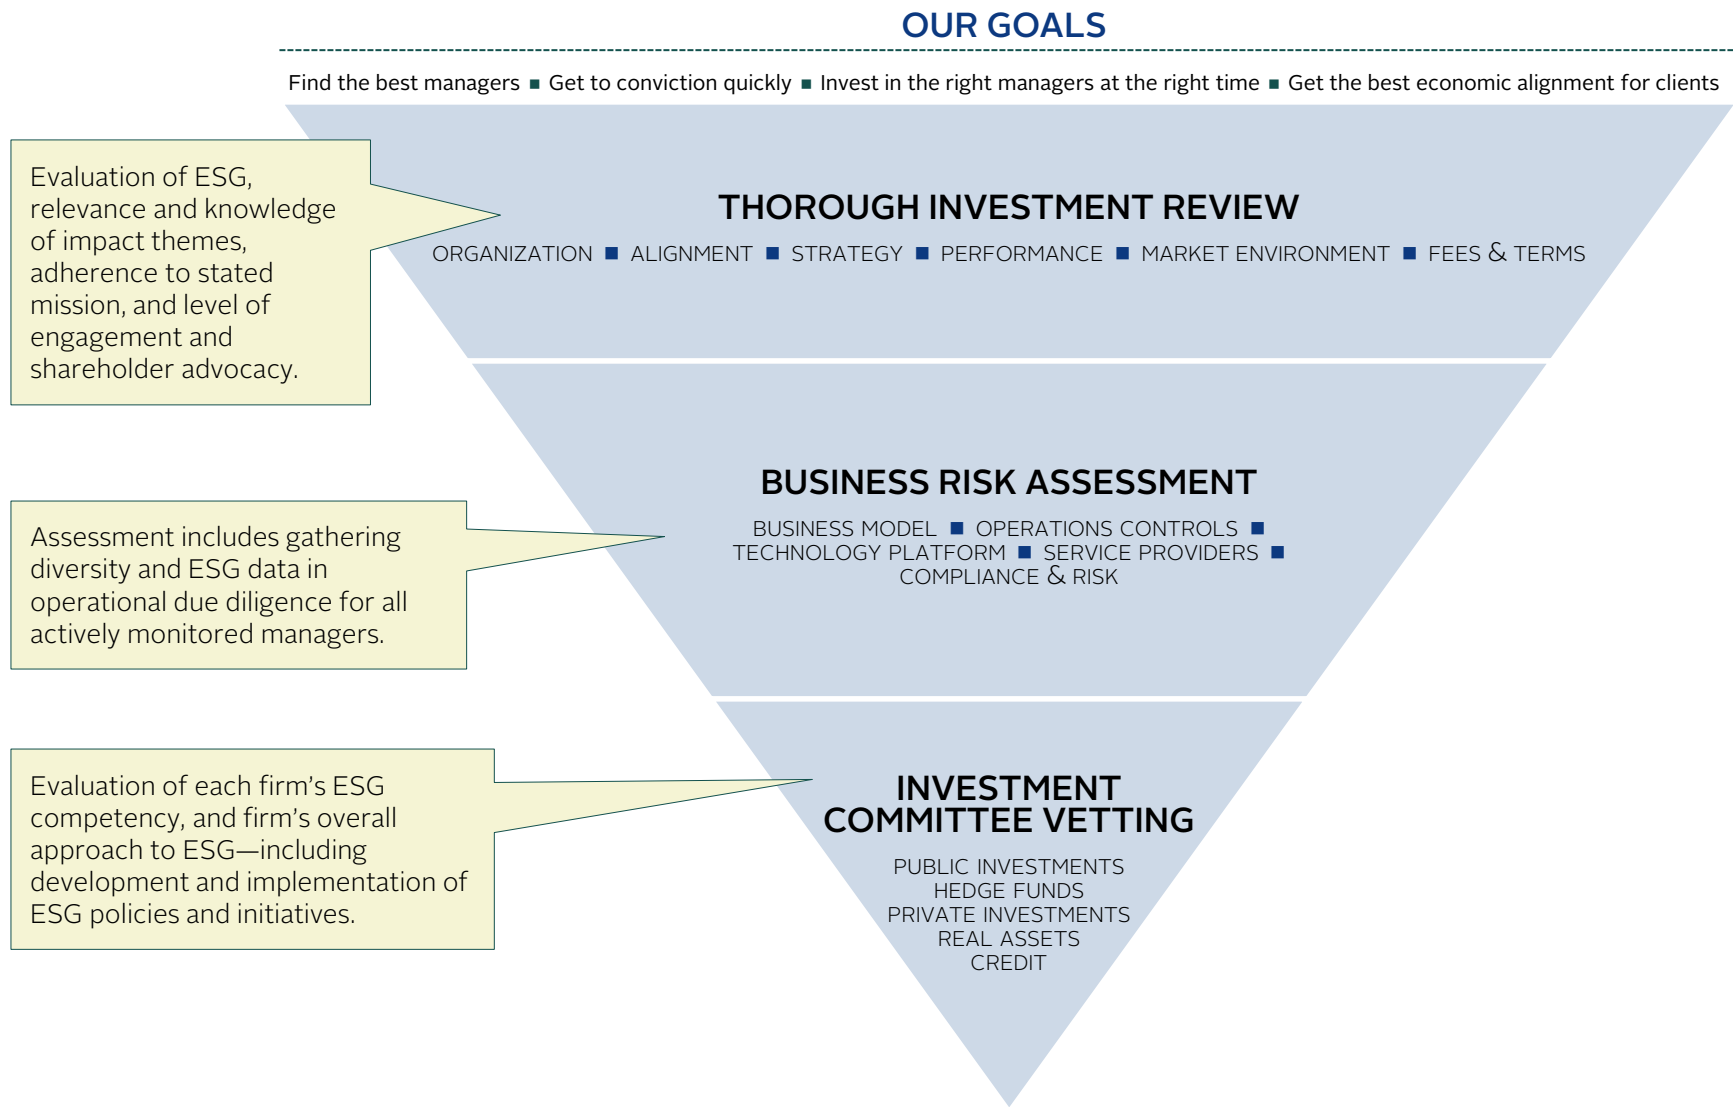 OUR GOALS
Find the best managers ■ Get to conviction quickly ■ Invest in the right managers at the right time ■ Get the best economic alignment for clients
Evaluation of ESG,
relevance and knowledge
of impact themes,
adherence to stated
mission, and level of
engagement and
shareholder advocacy.
THOROUGH INVESTMENT REVIEW
ORGANIZATION ■ ALIGNMENT ■ STRATEGY ■ PERFORMANCE ■ MARKET ENVIRONMENT ■ FEES & TERMS
Assessment includes gathering
diversity and ESG data in
operational due diligence for all
actively monitored managers.
BUSINESS RISK ASSESSMENT
BUSINESS MODEL ■ OPERATIONS CONTROLS ■
TECHNOLOGY PLATFORM ■ SERVICE PROVIDERS ■
COMPLIANCE & RISK
Evaluation of each firm’s ESG
competency, and firm’s overall
approach to ESG—including
development and implementation of
ESG policies and initiatives.
INVESTMENT
COMMITTEE VETTING
PUBLIC INVESTMENTS
HEDGE FUNDS
PRIVATE INVESTMENTS
REAL ASSETS
CREDIT